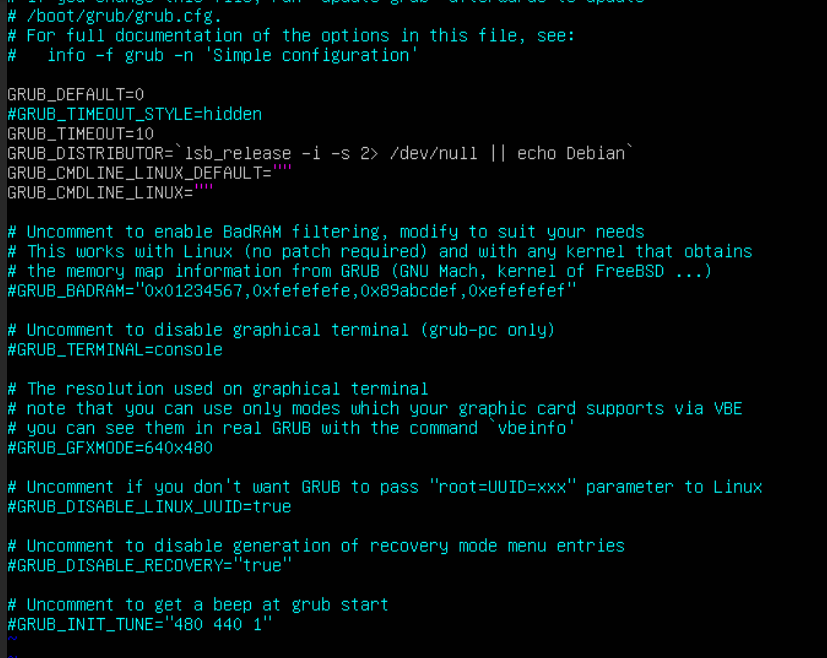 # If you change this file, run 'update-grub' afterwards to update
# /boot/grub/grub.cfg.
# For full documentation of the options in this file, see:
#   info -f grub -n 'Simple configuration'

GRUB_DEFAULT=0
#GRUB_TIMEOUT_STYLE=hidden
GRUB_TIMEOUT=10
GRUB_DISTRIBUTOR=`lsb_release -i -s 2> /dev/null || echo Debian`
GRUB_CMDLINE_LINUX_DEFAULT=""
GRUB_CMDLINE_LINUX=""

# Uncomment to enable BadRAM filtering, modify to suit your needs
# This works with Linux (no patch required) and with any kernel that obtains
# the memory map information from GRUB (GNU Mach, kernel of FreeBSD ...)
#GRUB_BADRAM="0x01234567,0xfefefefe,0x89abcdef,0xefefefef"

# Uncomment to disable graphical terminal (grub-pc only)
#GRUB_TERMINAL=console

# The resolution used on graphical terminal
# note that you can use only modes which your graphic card supports via VBE
# you can see them in real GRUB with the command `vbeinfo'
#GRUB_GFXMODE=640x480

# Uncomment if you don't want GRUB to pass "root=UUID=xxx" parameter to Linux
#GRUB_DISABLE_LINUX_UUID=true

# Uncomment to disable generation of recovery mode menu entries
#GRUB_DISABLE_RECOVERY="true"

# Uncomment to get a beep at grub start
#GRUB_INIT_TUNE="480 440 1"
~
~